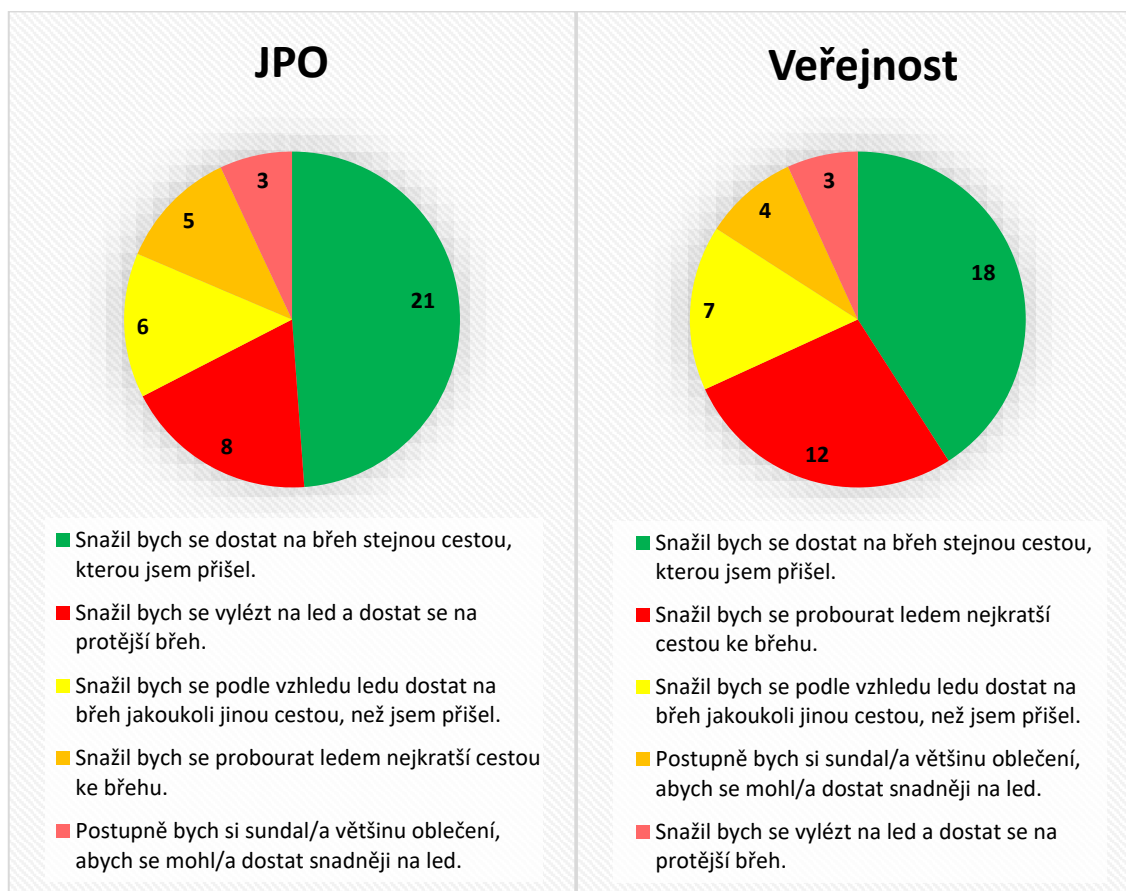 JPO
3
5
21
6
8
Snažil bych se dostat na břeh stejnou cestou,
kterou jsem přišel.
Snažil bych se vylézt na led a dostat se na
protější břeh.
Snažil bych se podle vzhledu ledu dostat na
břeh jakoukoli jinou cestou, než jsem přišel.
Snažil bych se probourat ledem nejkratší cestou
ke břehu.
Postupně bych si sundal/a většinu oblečení,
abych se mohl/a dostat snadněji na led.
Veřejnost
3
4
18
7
12
Snažil bych se dostat na břeh stejnou cestou,
kterou jsem přišel.
Snažil bych se probourat ledem nejkratší
cestou ke břehu.
Snažil bych se podle vzhledu ledu dostat na
břeh jakoukoli jinou cestou, než jsem přišel.
Postupně bych si sundal/a většinu oblečení,
abych se mohl/a dostat snadněji na led.
Snažil bych se vylézt na led a dostat se na
protější břeh.